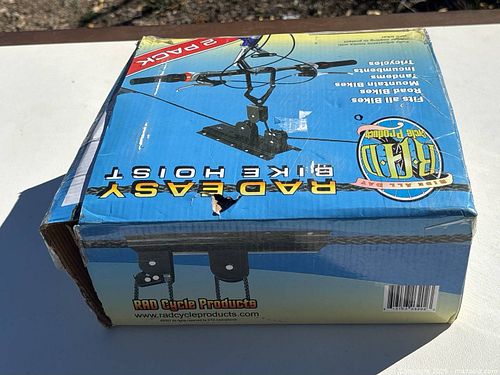 2 PACK
Fits all Bikes
Road Bikes
Mountain Bikes
Tandems
Incumbents
Tricycles
RAD
Cycle Products
RIDE ALL DAY
RAD EASY
BIKE HOIST
RAD Cycle Products
www.radcycleproducts.com